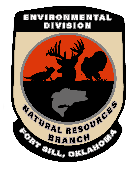 ENVIRONMENTAL
DIVISION
NATURAL RESOURCES
BRANCH
FORT SILL, OKLAHOMA